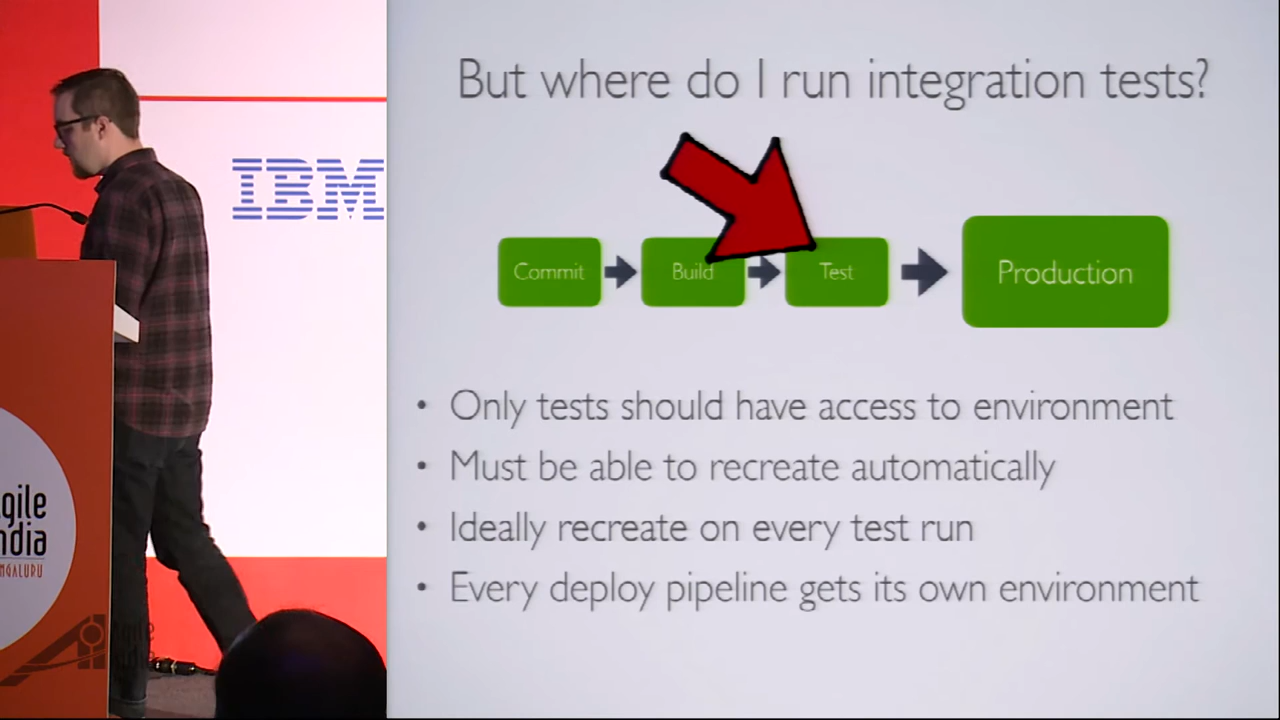 But where do I run integration tests?
Commit
Build
Test
Production
• Only tests should have access to environment
• Must be able to recreate automatically
• Ideally recreate on every test run
• Every deploy pipeline gets its own environment
IBM
gile
ndia
NGALURU